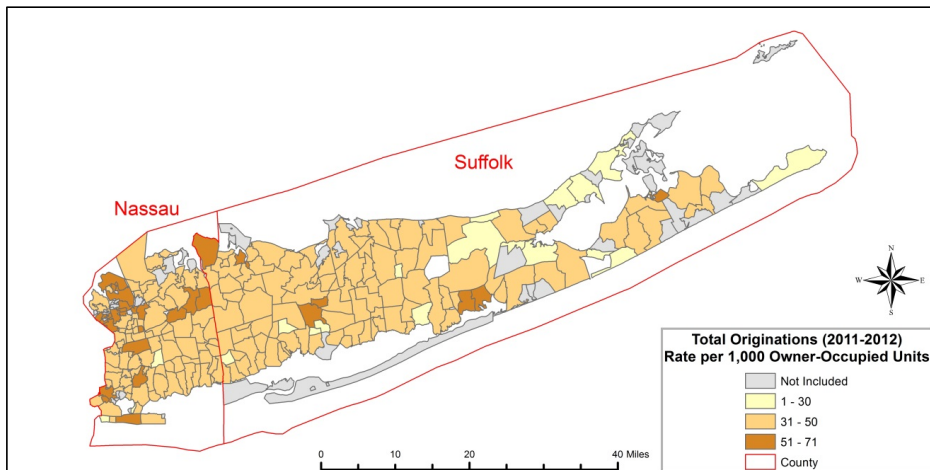 Suffolk
Nassau
N
W E
S
Total Originations (2011-2012)
Rate per 1,000 Owner-Occupied Units
Not Included
1 - 30
31 - 50
51 - 71
County
0 20 40 Miles